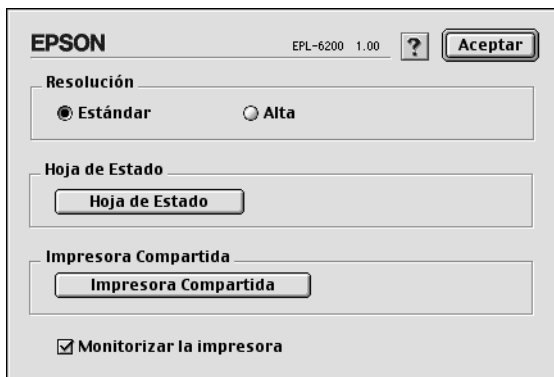 EPSON EPL-6200 1.00 ? Aceptar
Resolución
Estándar Alta
Hoja de Estado
Hoja de Estado
Impresora Compartida
Impresora Compartida
Monitorizar la impresora